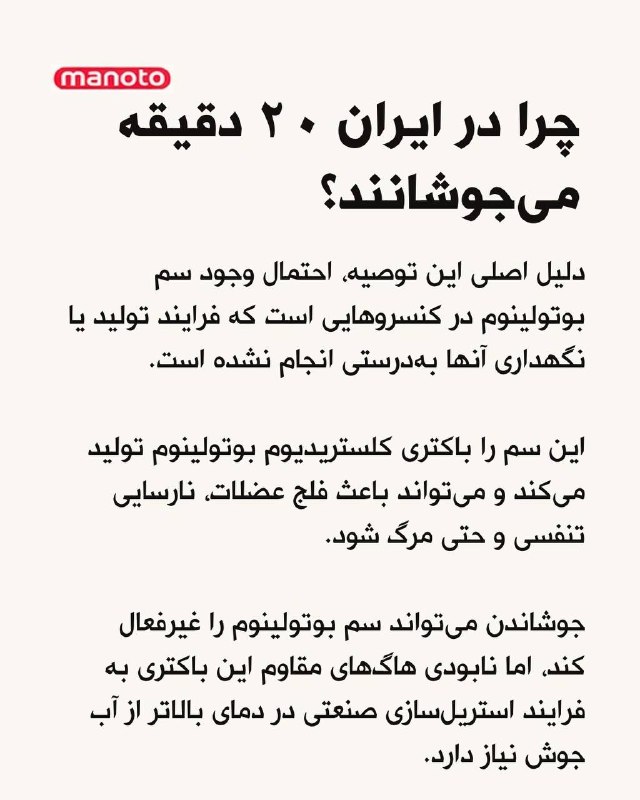 manoto
چرا در ایران ۲۰ دقیقه
می‌جوشانند؟
دلیل اصلی این توصیه، احتمال وجود سم
بوتولینوم در کنسروهایی است که فرایند تولید یا
نگهداری آنها به‌درستی انجام نشده است.
این سم را باکتری کلستریدیوم بوتولینوم تولید
می‌کند و می‌تواند باعث فلج عضلات، نارسایی
تنفسی و حتی مرگ شود.
جوشاندن می‌تواند سم بوتولینوم را غیرفعال
کند، اما نابودی هاگ‌های مقاوم این باکتری به
فرایند استریل‌سازی صنعتی در دمای بالاتر از آب
جوش نیاز دارد.